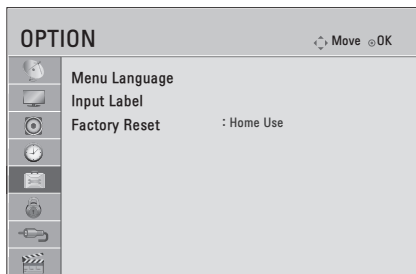 OPTION
Move OK
Menu Language
Input Label
Factory Reset : Home Use